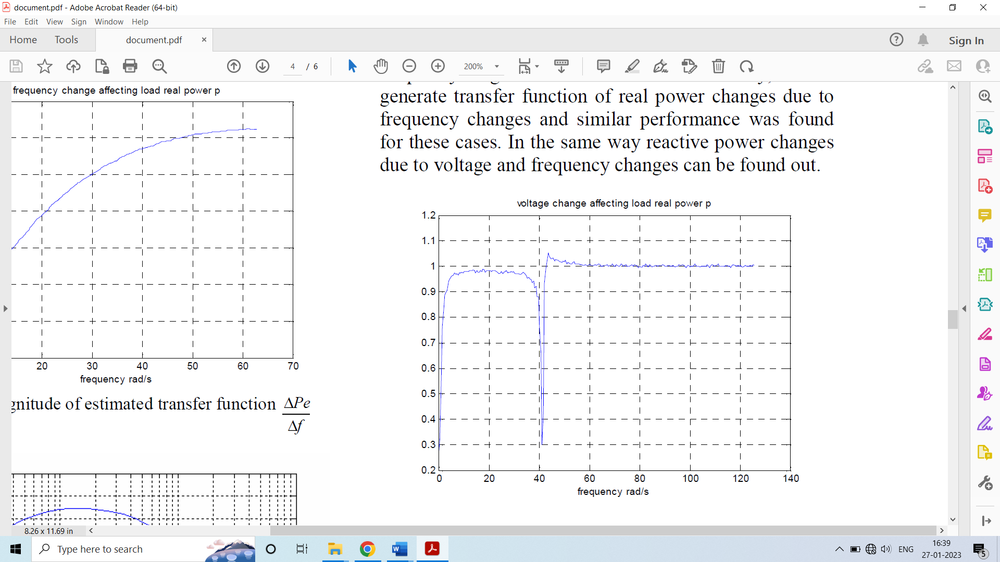 document.pdf - Adobe Acrobat Reader (64-bit)
File Edit View Sign Window Help
Home Tools document.pdf × Sign In
4 / 6 200%
frequency change affecting load real power p
20 30 40 50 60 70
frequency rad/s
gnitude of estimated transfer function ΔPe
Δf
generate transfer function of real power changes due to
frequency changes and similar performance was found
for these cases. In the same way reactive power changes
due to voltage and frequency changes can be found out.
voltage change affecting load real power p
1.2
1.1
1
0.9
0.8
0.7
0.6
0.5
0.4
0.3
0.2
0 20 40 60 80 100 120 140
frequency rad/s
8.26 x 11.69 in
Type here to search
ENG
16:39
27-01-2023
5